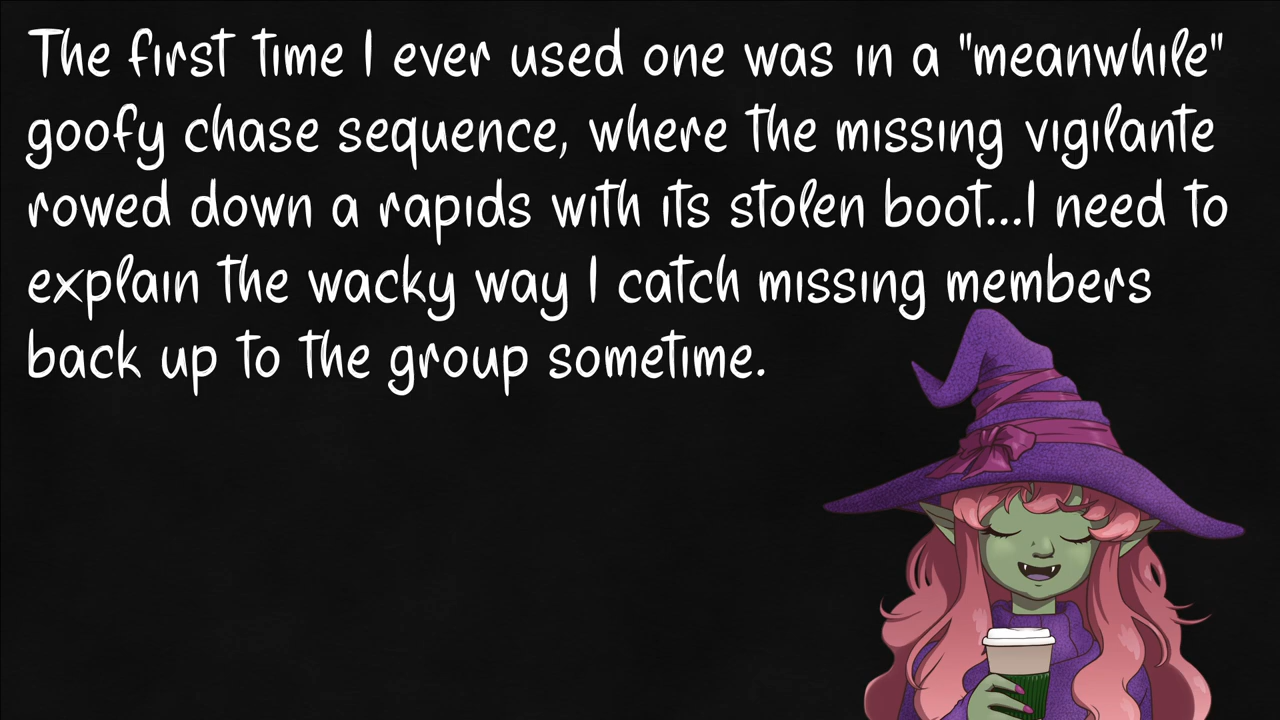 The first time I ever used one was in a "meanwhile"
goofy chase sequence, where the missing vigilante
rowed down a rapids with its stolen boot...I need to
explain the wacky way I catch missing members
back up to the group sometime.